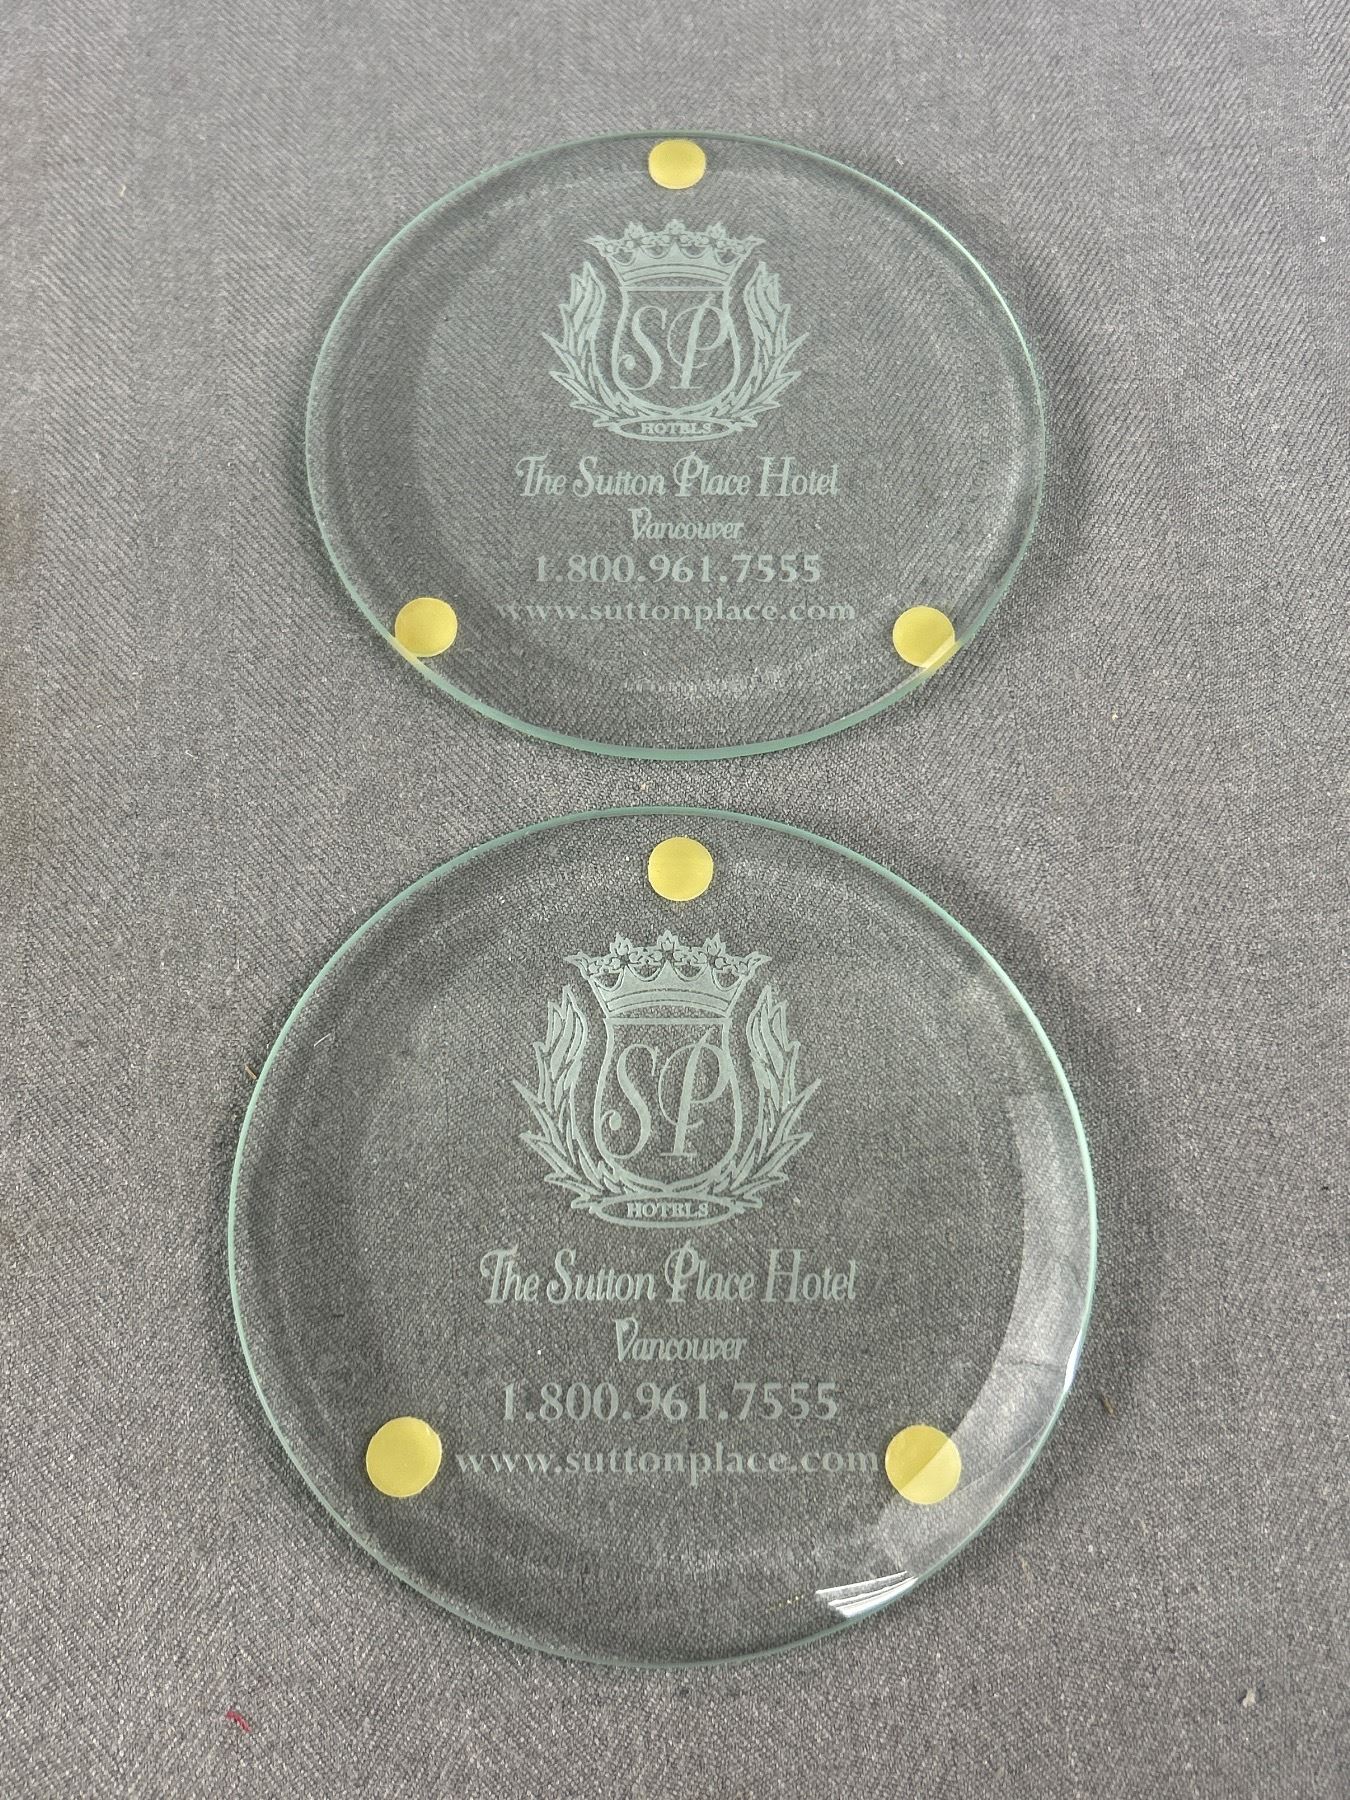 SP
HOTELS
The Sutton Place Hotel
Vancouver
1.800.961.7555
www.suttonplace.com
SP
HOTELS
The Sutton Place Hotel
Vancouver
1.800.961.7555
www.suttonplace.com